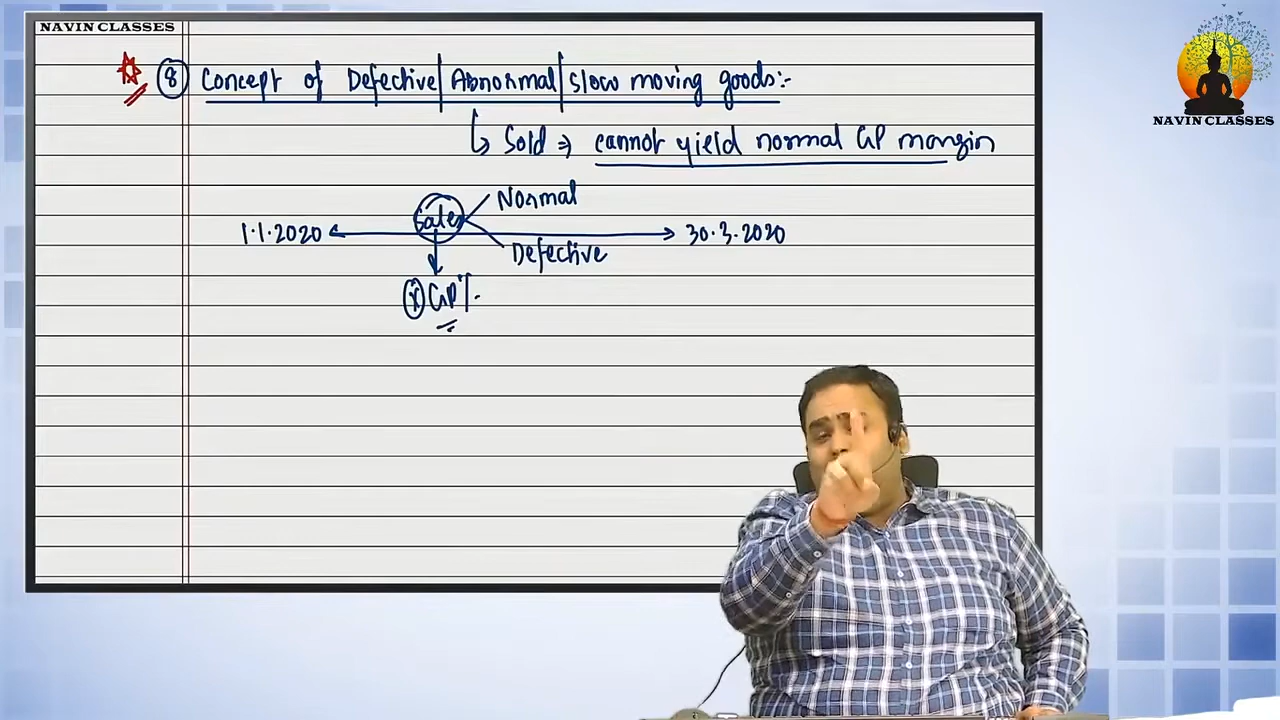 NAVIN CLASSES
⑧ Concept of Defective/Abnormal/Slow moving goods:-
NAVIN CLASSES
↳ Sold ⇒ cannot yield normal GP margin
Normal
1.1.2020 ← Sales → 30.3.2020
Defective
ⓧ GP%.